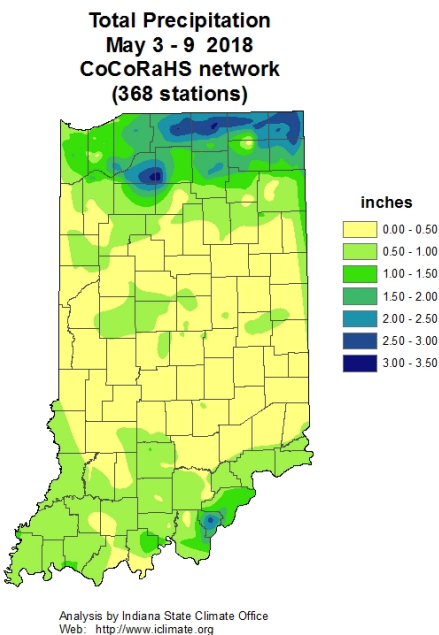 Total Precipitation
May 3 - 9 2018
CoCoRaHS network
(368 stations)
inches
0.00 - 0.50
0.50 - 1.00
1.00 - 1.50
1.50 - 2.00
2.00 - 2.50
2.50 - 3.00
3.00 - 3.50
Analysis by Indiana State Climate Office
Web: http://www.iclimate.org